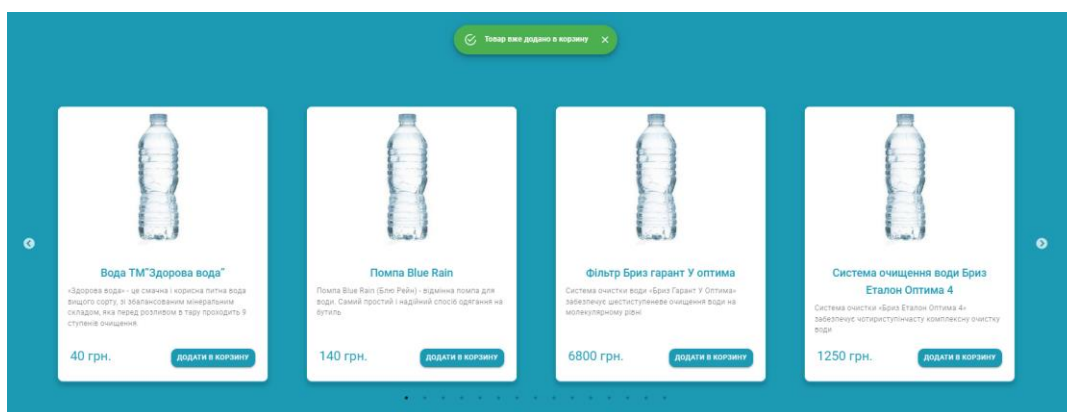 Товар вже додано в корзину
Вода ТМ"Здорова вода"
«Здорова вода» - це смачна і корисна питна вода
вищого сорту, зі збалансованим мінеральним
складом, яка перед розливом в тару проходить 9
ступенів очищення
40 грн.
ДОДАТИ В КОРЗИНУ
Помпа Blue Rain
Помпа Blue Rain (Блю Рейн) - відмінна помпа для
води. Самий простий і надійний спосіб одягання на
бутиль
140 грн.
ДОДАТИ В КОРЗИНУ
Фільтр Бриз гарант У оптима
Система очистки води «Бриз Гарант У Оптима»
забезпечує шестиступеневе очищення води на
молекулярному рівні
6800 грн.
ДОДАТИ В КОРЗИНУ
Система очищення води Бриз
Еталон Оптима 4
Система очистки «Бриз Еталон Оптима 4»
забезпечує чотириступінчасту комплексну очистку
води
1250 грн.
ДОДАТИ В КОРЗИНУ